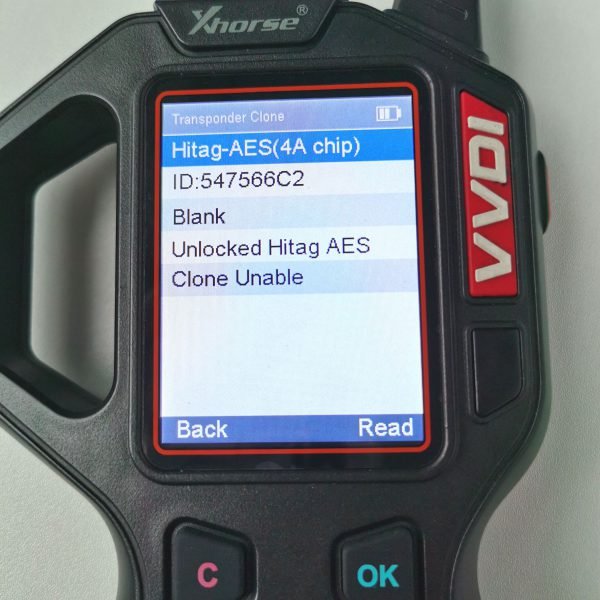 Xhorse®
Transponder Clone
Hitag-AES(4A chip)
ID:547566C2
Blank
Unlocked Hitag AES
Clone Unable
Back Read
VVDI
C OK